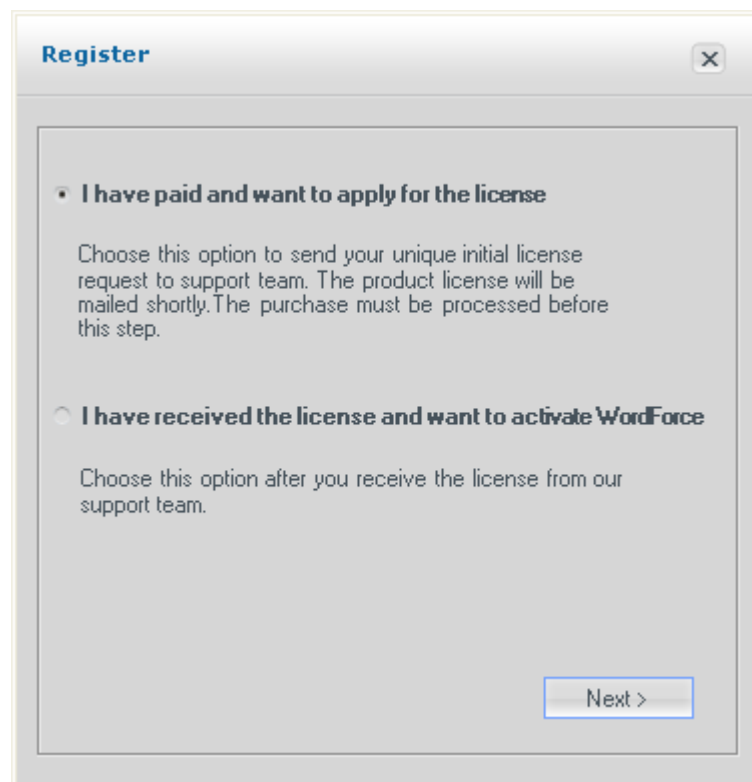 Register
I have paid and want to apply for the license
Choose this option to send your unique initial license
request to support team. The product license will be
mailed shortly.The purchase must be processed before
this step.
I have received the license and want to activate WordForce
Choose this option after you receive the license from our
support team.
Next >